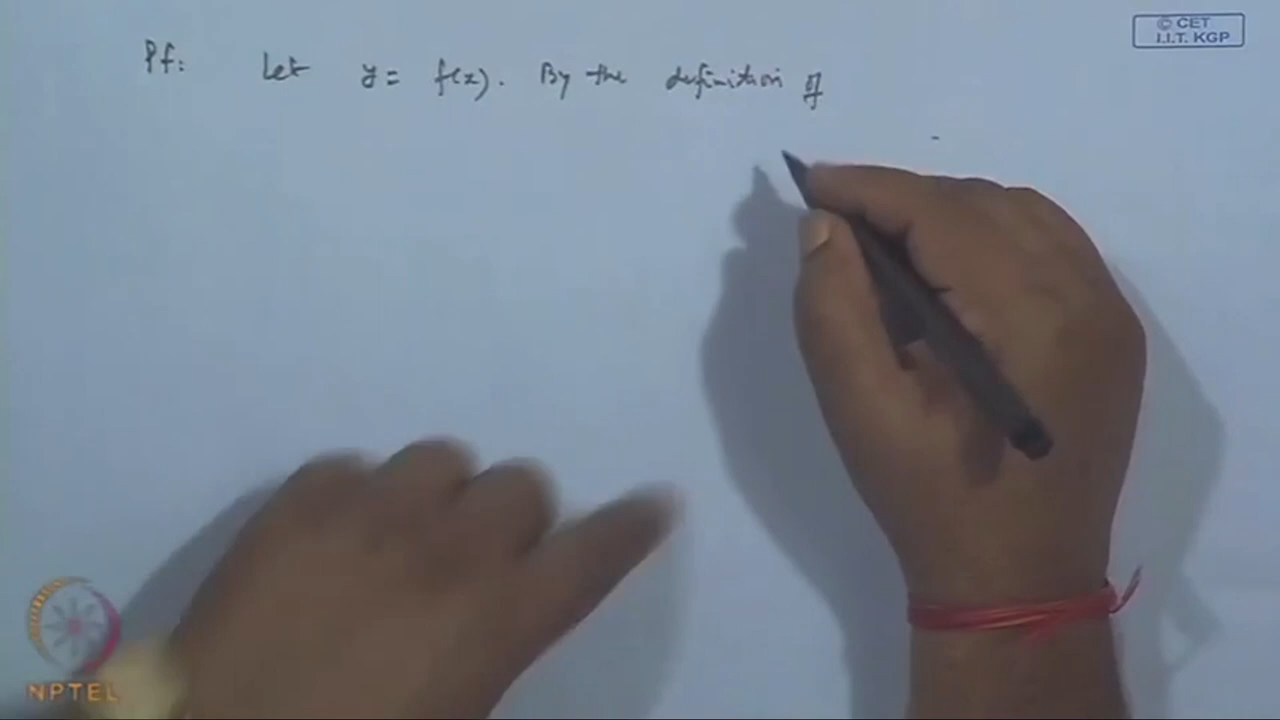 © CET
I.I.T. KGP
Pf: Let y = f(x). By the definition of
NPTEL